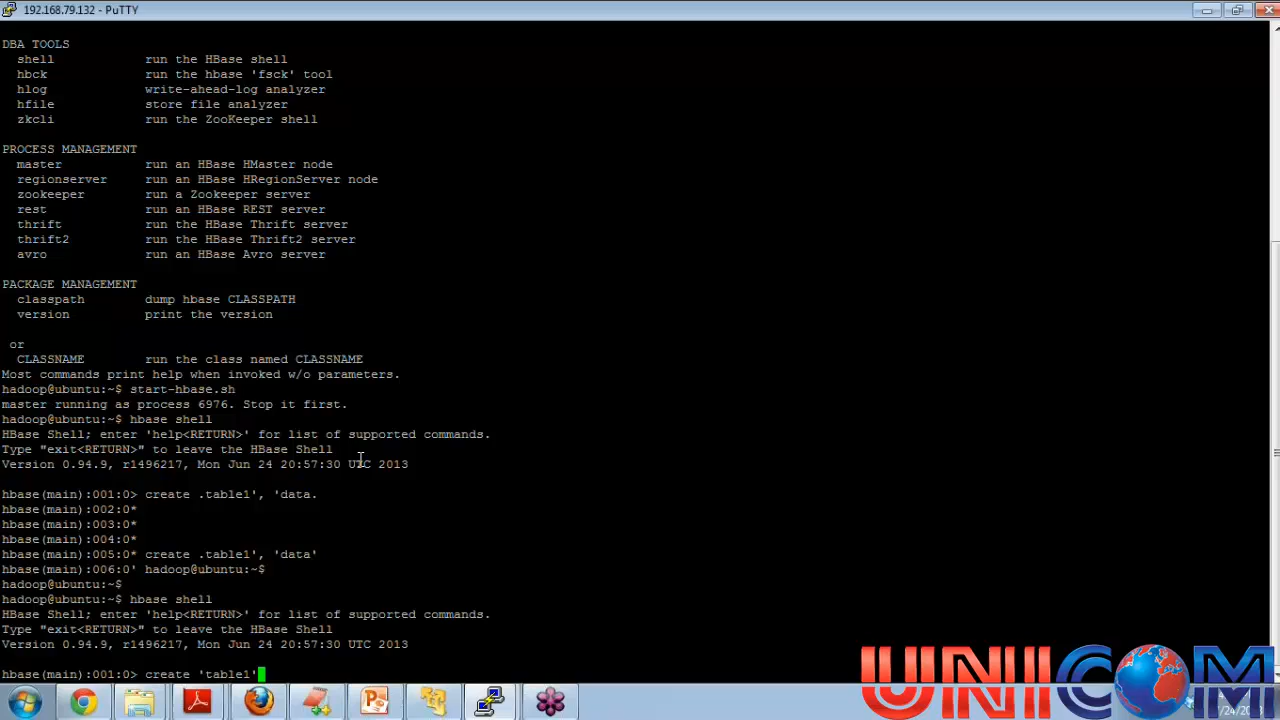 192.168.79.132 - PuTTY
DBA TOOLS
shell run the HBase shell
hbck run the hbase 'fsck' tool
hlog write-ahead-log analyzer
hfile store file analyzer
zkcli run the ZooKeeper shell
PROCESS MANAGEMENT
master run an HBase HMaster node
regionserver run an HBase HRegionServer node
zookeeper run a Zookeeper server
rest run an HBase REST server
thrift run the HBase Thrift server
thrift2 run the HBase Thrift2 server
avro run an HBase Avro server
PACKAGE MANAGEMENT
classpath dump hbase CLASSPATH
version print the version
or
CLASSNAME run the class named CLASSNAME
Most commands print help when invoked w/o parameters.
hadoop@ubuntu:~$ start-hbase.sh
master running as process 6976. Stop it first.
hadoop@ubuntu:~$ hbase shell
HBase Shell; enter 'help<RETURN>' for list of supported commands.
Type "exit<RETURN>" to leave the HBase Shell
Version 0.94.9, r1496217, Mon Jun 24 20:57:30 UTC 2013
hbase(main):001:0> create .table1', 'data.
hbase(main):002:0*
hbase(main):003:0*
hbase(main):004:0*
hbase(main):005:0* create .table1', 'data'
hbase(main):006:0' hadoop@ubuntu:~$
hadoop@ubuntu:~$
hadoop@ubuntu:~$ hbase shell
HBase Shell; enter 'help<RETURN>' for list of supported commands.
Type "exit<RETURN>" to leave the HBase Shell
Version 0.94.9, r1496217, Mon Jun 24 20:57:30 UTC 2013
hbase(main):001:0> create 'table1'
UNICOM